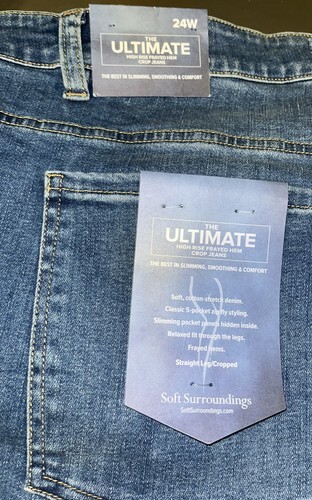 24W
THE
ULTIMATE
HIGH RISE FRAYED HEM
CROP JEANS
THE BEST IN SLIMMING, SMOOTHING & COMFORT
THE
ULTIMATE
HIGH RISE FRAYED HEM
CROP JEANS
THE BEST IN SLIMMING, SMOOTHING & COMFORT
Soft, cotton-stretch denim.
Classic 5-pocket styling.
Slimming pocket panels hidden inside.
Relaxed fit through the legs.
Frayed hems.
Straight Leg/Cropped
Soft Surroundings
SoftSurroundings.com